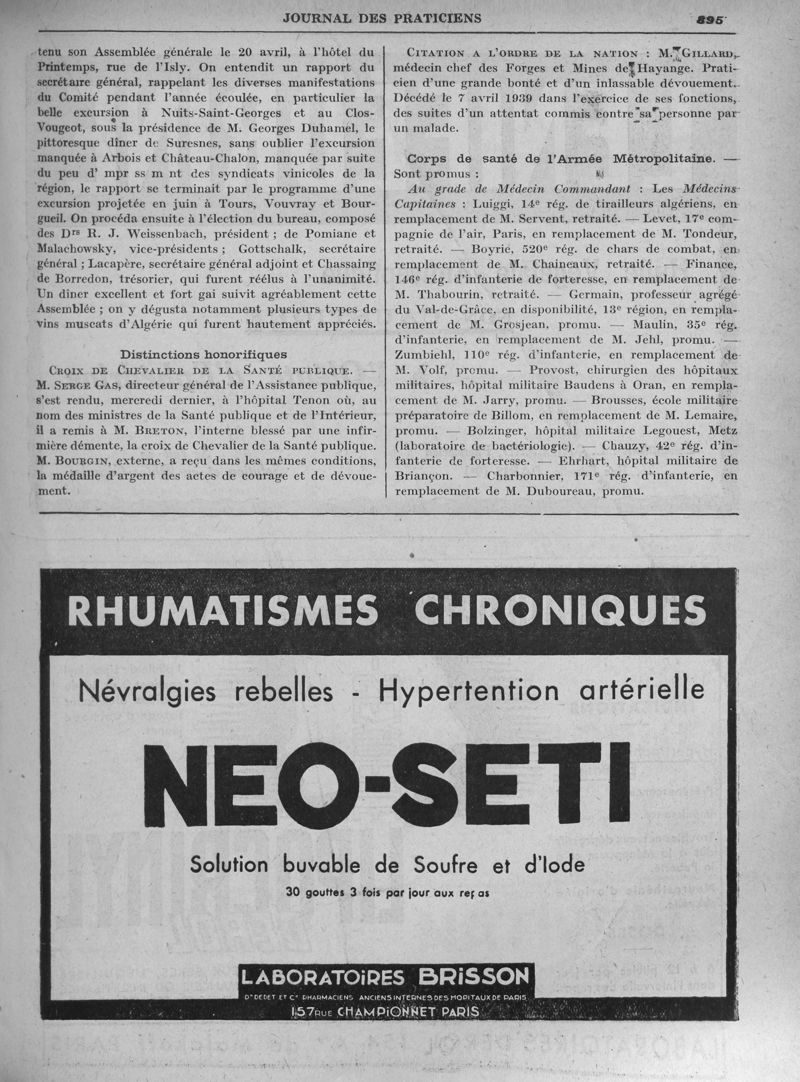 JOURNAL DES PRATICIENS
895
tenu son Assemblée générale le 20 avril, à l'hôtel du
Printemps, rue de l'Isly. On entendit un rapport du
secrétaire général, rappelant les diverses manifestations
du Comité pendant l'année écoulée, en particulier la
belle excursion à Nuits-Saint-Georges et au Clos-
Vougeot, sous la présidence de M. Georges Duhamel, le
pittoresque dîner de Suresnes, sans oublier l'excursion
manquée à Arbois et Château-Chalon, manquée par suite
du peu d' mpr ss m nt des syndicats vinicoles de la
région, le rapport se terminait par le programme d'une
excursion projetée en juin à Tours, Vouvray et Bour-
gueil. On procéda ensuite à l'élection du bureau, composé
des Drs R. J. Weissenbach, président ; de Pomiane et
Malachowsky, vice-présidents ; Gottschalk, secrétaire
général ; Lacapère, secrétaire général adjoint et Chassaing
de Borredon, trésorier, qui furent réélus à l'unanimité.
Un dîner excellent et fort gai suivit agréablement cette
Assemblée ; on y dégusta notamment plusieurs types de
vins muscats d'Algérie qui furent hautement appréciés.
Distinctions honorifiques
CROIX DE CHEVALIER DE LA SANTÉ PUBLIQUE. —
M. SERGE GAS, directeur général de l'Assistance publique,
s'est rendu, mercredi dernier, à l'hôpital Tenon où, au
nom des ministres de la Santé publique et de l'Intérieur,
il a remis à M. BRETON, l'interne blessé par une infir-
mière démente, la croix de Chevalier de la Santé publique.
M. BOURGIN, externe, a reçu dans les mêmes conditions,
la médaille d'argent des actes de courage et de dévoue-
ment.
CITATION A L'ORDRE DE LA NATION : M. GILLARD,
médecin chef des Forges et Mines de Hayange. Prati-
cien d'une grande bonté et d'un inlassable dévouement.
Décédé le 7 avril 1939 dans l'exercice de ses fonctions,
des suites d'un attentat commis contre sa personne par
un malade.
Corps de santé de l'Armée Métropolitaine. —
Sont promus :
Au grade de Médecin Commandant : Les Médecins
Capitaines : Luiggi, 14e rég. de tirailleurs algériens, en
remplacement de M. Servent, retraité. — Levet, 17e com-
pagnie de l'air, Paris, en remplacement de M. Tondeur,
retraité. — Boyrie, 520e rég. de chars de combat, en
remplacement de M. Chaineaux, retraité. — Finance,
146e rég. d'infanterie de forteresse, en remplacement de
M. Thabourin, retraité. — Germain, professeur agrégé
du Val-de-Grâce, en disponibilité, 13e région, en rempla-
cement de M. Grosjean, promu. — Maulin, 35e rég.
d'infanterie, en remplacement de M. Jehl, promu. —
Zumbiehl, 110e rég. d'infanterie, en remplacement de
M. Volf, promu. — Provost, chirurgien des hôpitaux
militaires, hôpital militaire Baudens à Oran, en rempla-
cement de M. Jarry, promu. — Brousses, école militaire
préparatoire de Billom, en remplacement de M. Lemaire,
promu. — Bolzinger, hôpital militaire Legouest, Metz
(laboratoire de bactériologie). — Chauzy, 42e rég. d'in-
fanterie de forteresse. — Ehrhart, hôpital militaire de
Briançon. — Charbonnier, 171e rég. d'infanterie, en
remplacement de M. Duboureau, promu.
RHUMATISMES CHRONIQUES
Névralgies rebelles - Hypertention artérielle
NEO-SETI
Solution buvable de Soufre et d'Iode
30 gouttes 3 fois par jour aux repas
LABORATOIRES BRISSON
Drs DEDET ET Cie PHARMACIENS ANCIENS INTERNES DES HOPITAUX DE PARIS
157 RUE CHAMPIONNET PARIS